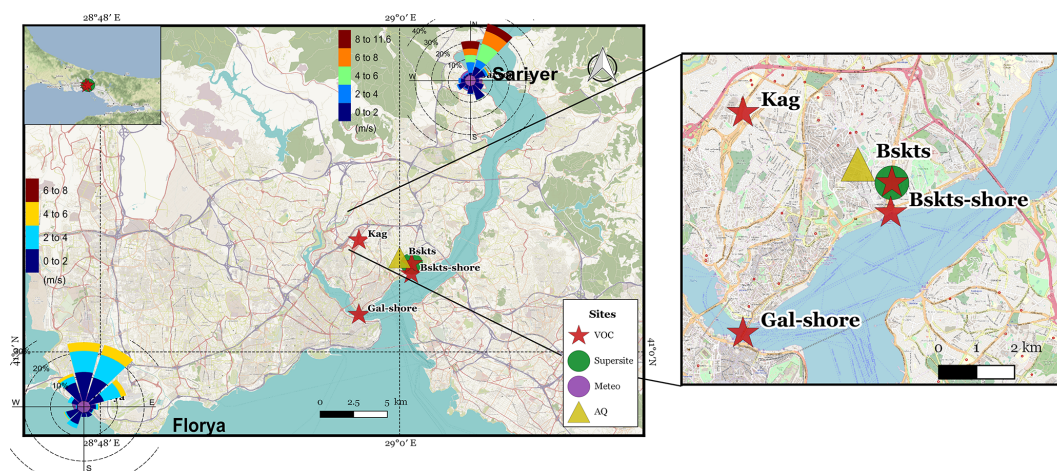 28°48′ E
29°0′ E
N
40%
30%
20%
10%
W
S
8 to 11.6
6 to 8
4 to 6
2 to 4
0 to 2
(m/s)
Sariyer
6 to 8
4 to 6
2 to 4
0 to 2
(m/s)
Kag
Bskts
Bskts-shore
Gal-shore
Sites
VOC
Supersite
Meteo
AQ
41°0′N
41°0′N
30%
20%
10%
W
E
S
Florya
0 2.5 5 km
28°48′ E
29°0′ E
Kag
Bskts
Bskts-shore
Gal-shore
0 1 2 km